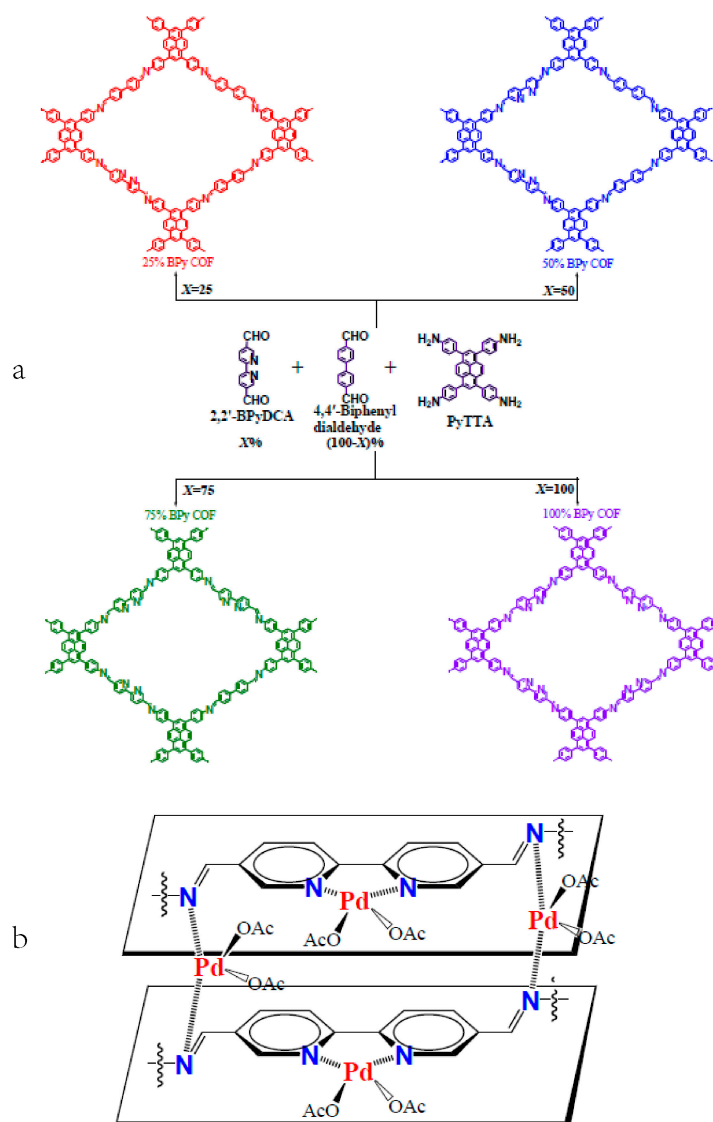 25% BPy COF
50% BPy COF
X=25
X=50
a
CHO
N
N
CHO
2,2'-BPyDCA
X%
+
CHO
CHO
4,4'-Biphenyl
dialdehyde
(100-X)%
+
H₂N
NH₂
H₂N
NH₂
PyTTA
X=75
X=100
75% BPy COF
100% BPy COF
b
N
N
N
N
Pd
AcO
OAc
OAc
Pd
OAc
OAc
Pd
OAc
N
N
N
N
Pd
AcO
OAc